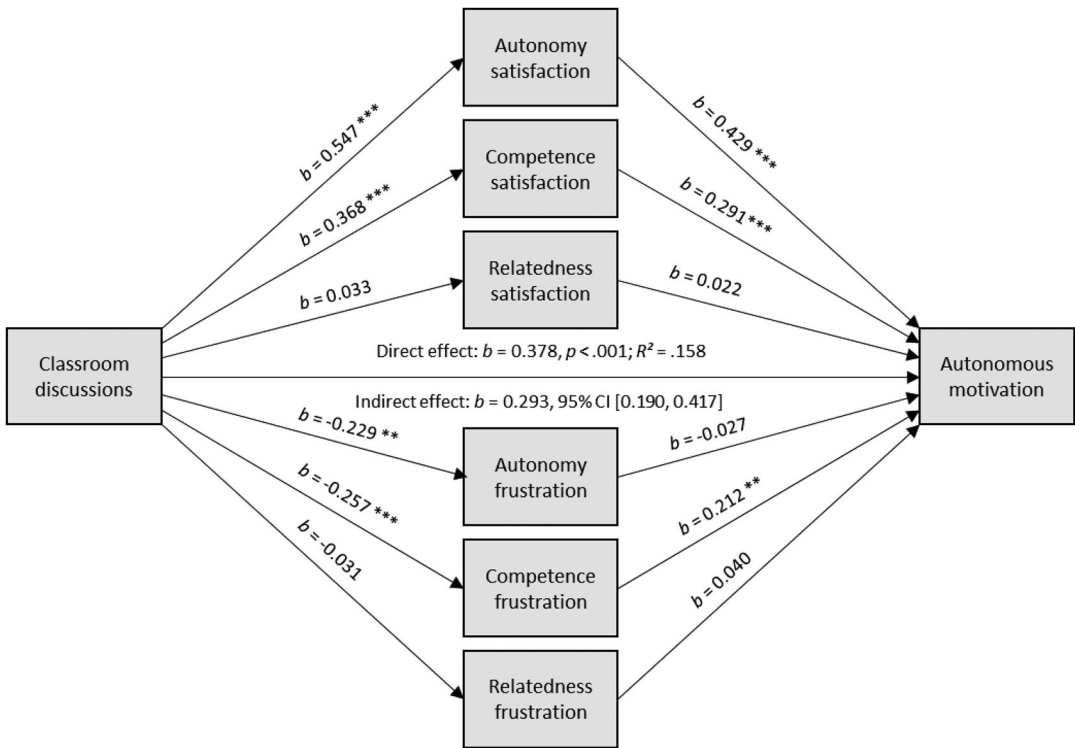 Autonomy
satisfaction
b = 0.547 ***
b = 0.429 ***
Competence
satisfaction
b = 0.368 ***
b = 0.291 ***
Relatedness
satisfaction
b = 0.033
b = 0.022
Classroom
discussions
Direct effect: b = 0.378, p < .001; R² = .158
Indirect effect: b = 0.293, 95% CI [0.190, 0.417]
Autonomous
motivation
b = -0.229 **
b = -0.027
Autonomy
frustration
b = -0.257 ***
b = 0.212 **
Competence
frustration
b = -0.031
b = 0.040
Relatedness
frustration